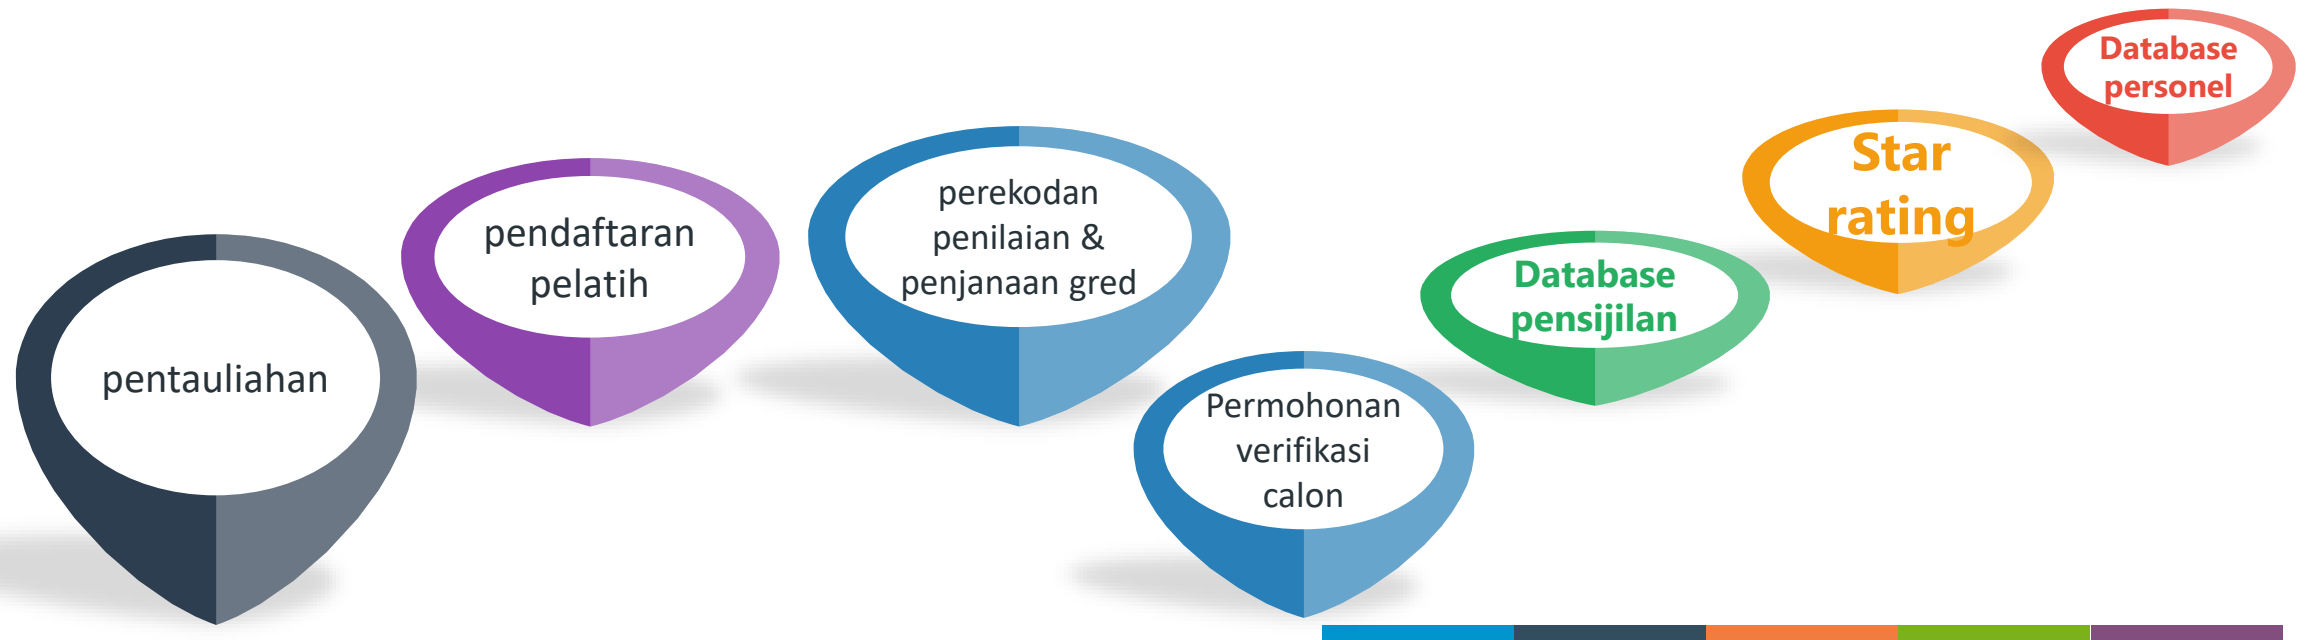 pentauliahan
pendaftaran
pelatih
perekodan
penilaian &
penjanaan gred
Permohonan
verifikasi
calon
Database
pensijilan
Star
rating
Database
personel